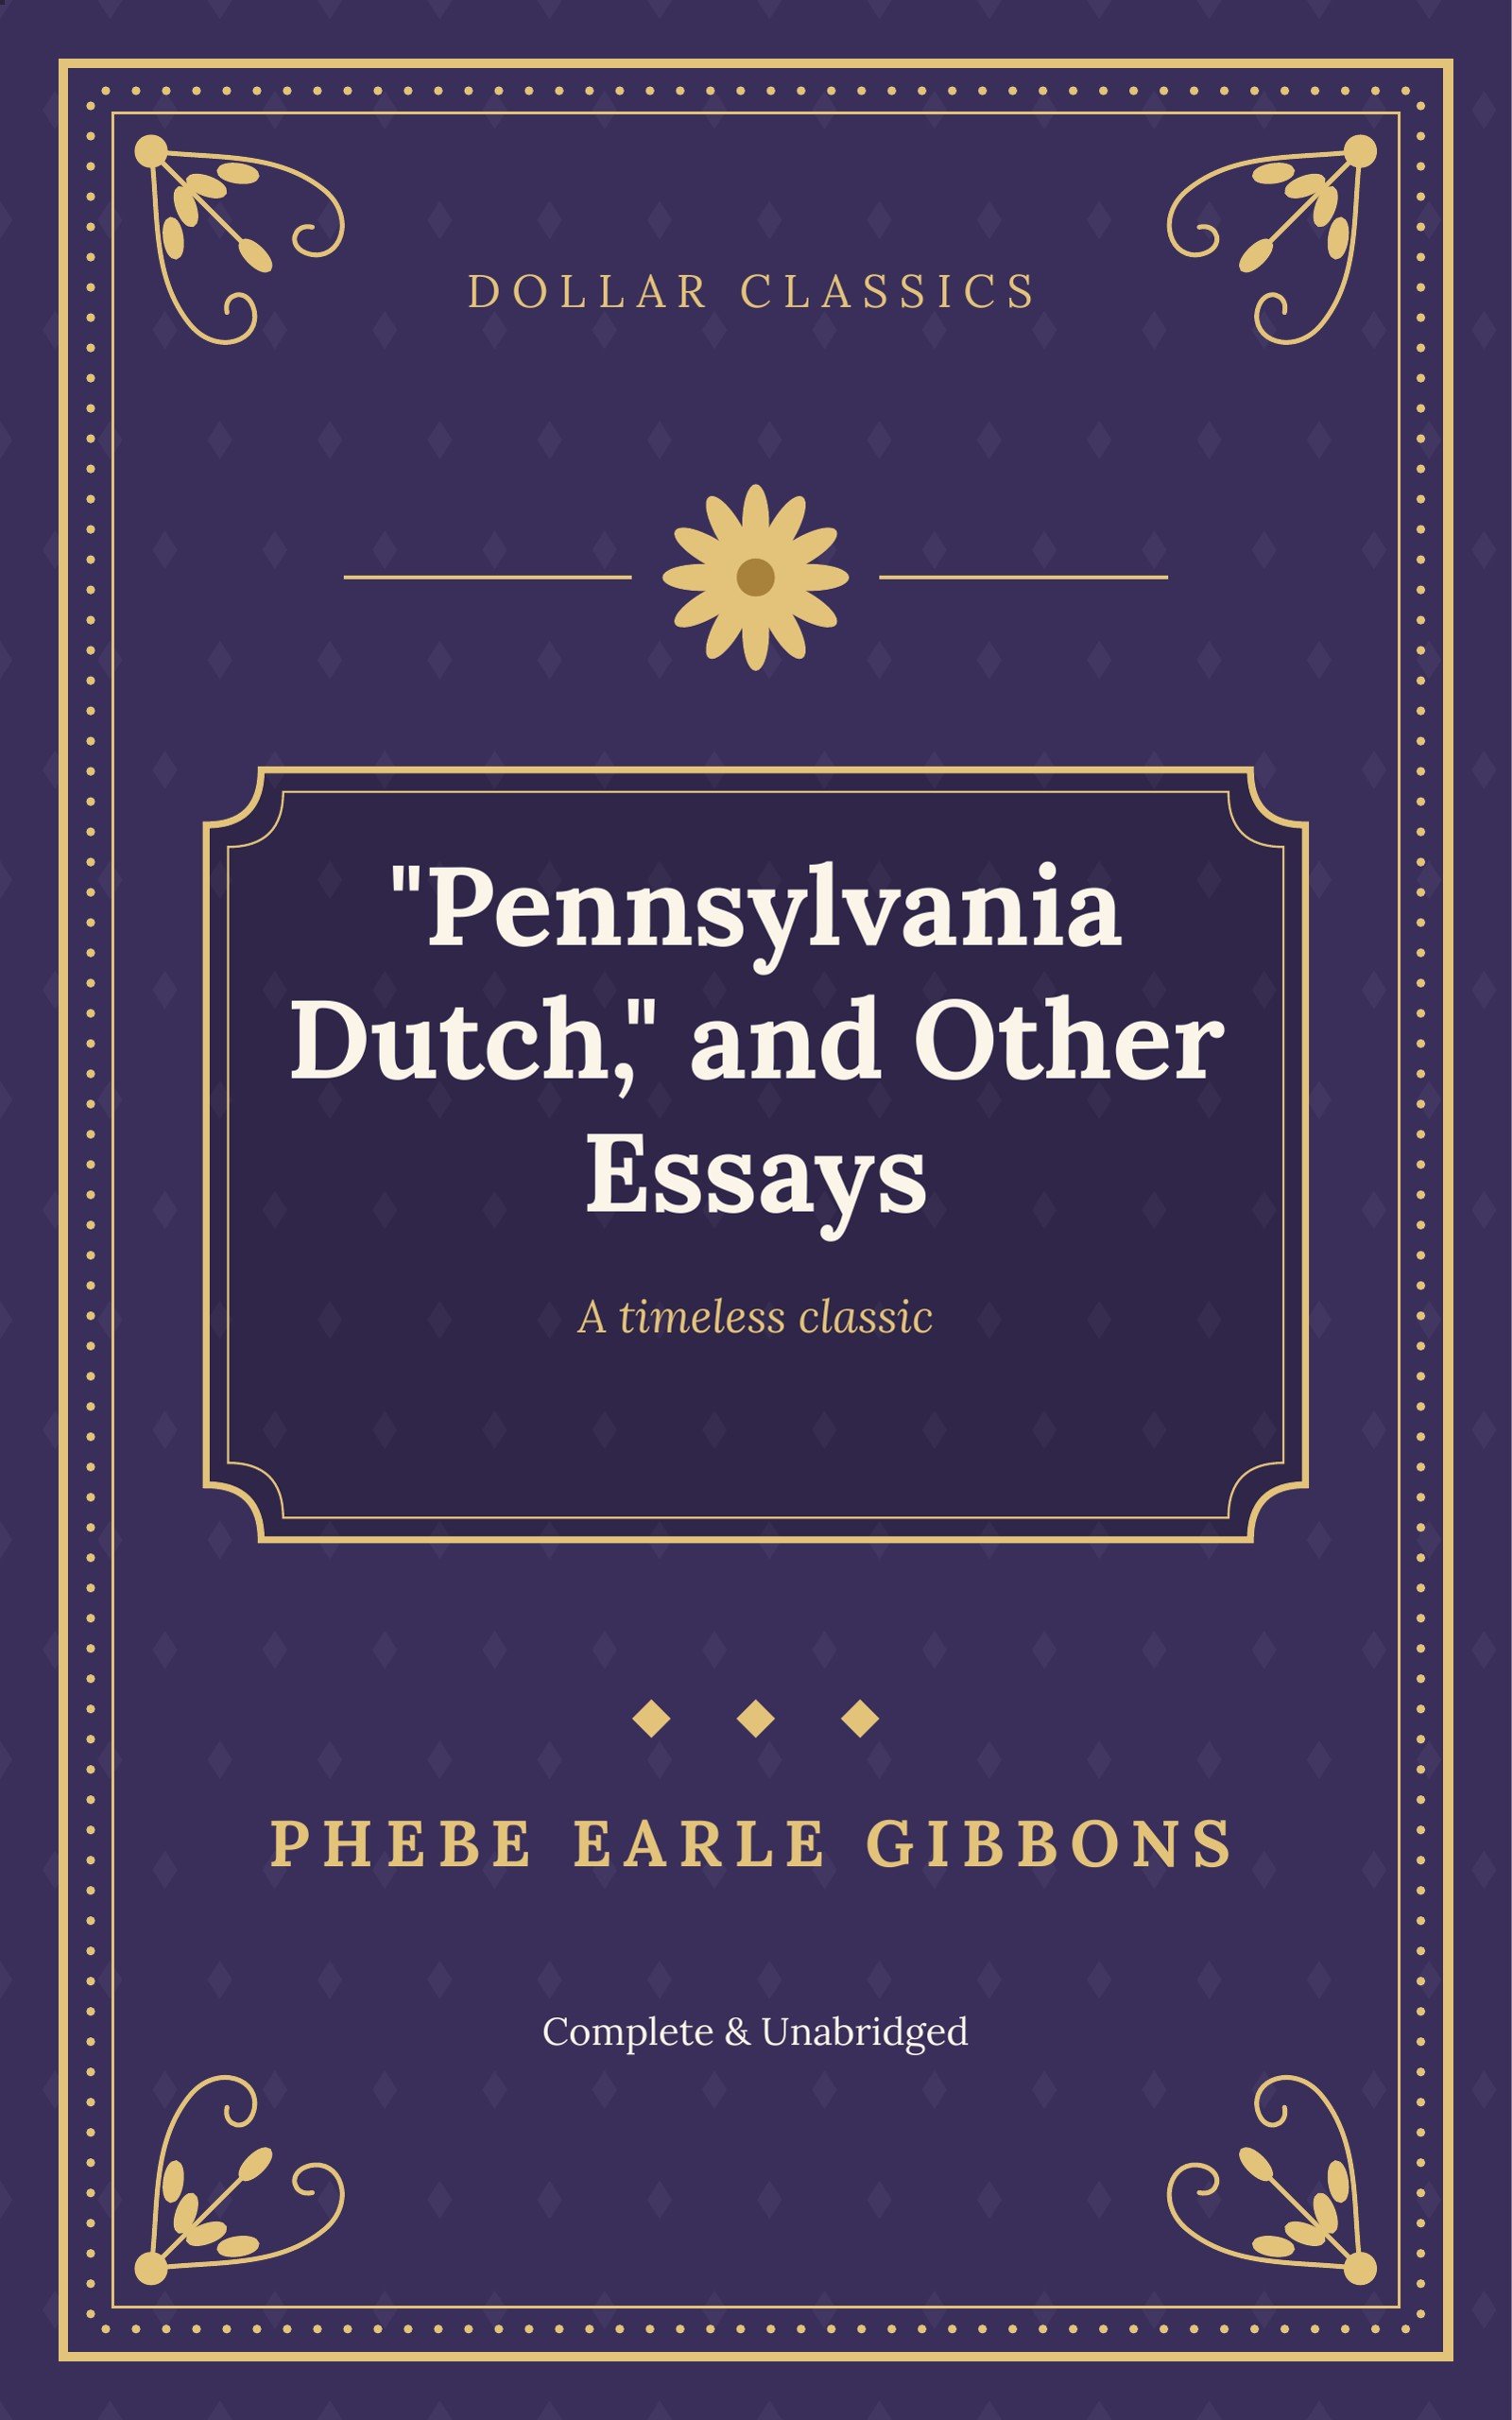 DOLLAR CLASSICS
"Pennsylvania
Dutch," and Other
Essays
A timeless classic
PHEBE EARLE GIBBONS
Complete & Unabridged